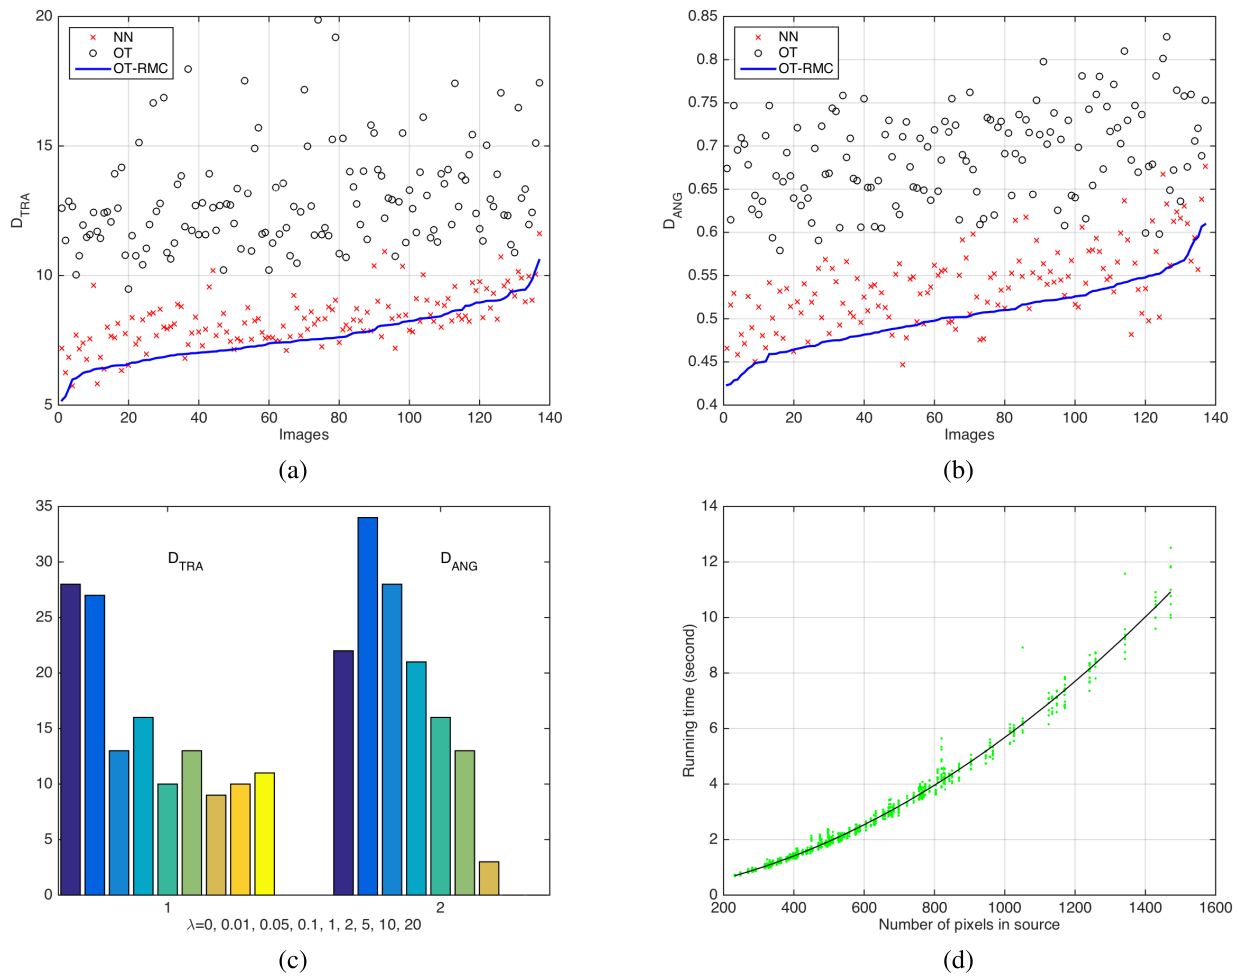 20
15
10
5
0 20 40 60 80 100 120 140
D_TRA
Images
NN
OT
OT-RMC
(a)
0.85
0.8
0.75
0.7
0.65
0.6
0.55
0.5
0.45
0.4
0 20 40 60 80 100 120 140
D_ANG
Images
NN
OT
OT-RMC
(b)
35
30
25
20
15
10
5
0
D_TRA
D_ANG
1 2
λ=0, 0.01, 0.05, 0.1, 1, 2, 5, 10, 20
(c)
14
12
10
8
6
4
2
0
200 400 600 800 1000 1200 1400 1600
Running time (second)
Number of pixels in source
(d)